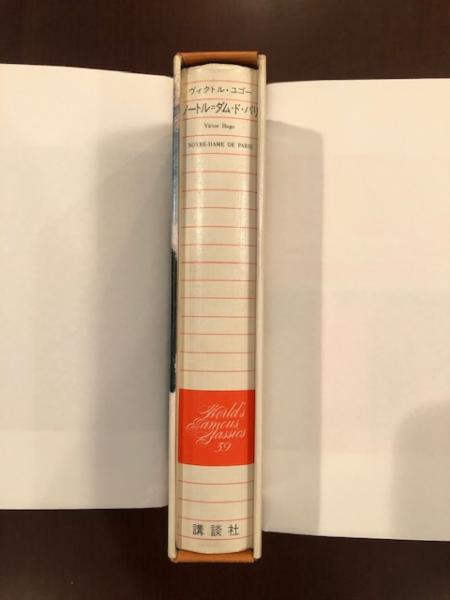 ヴィクトル・ユゴー
ノートル=ダム・ド・パリ
Victor Hugo
NOTRE-DAME DE PARIS
World's
Famous
Classics
39
講談社